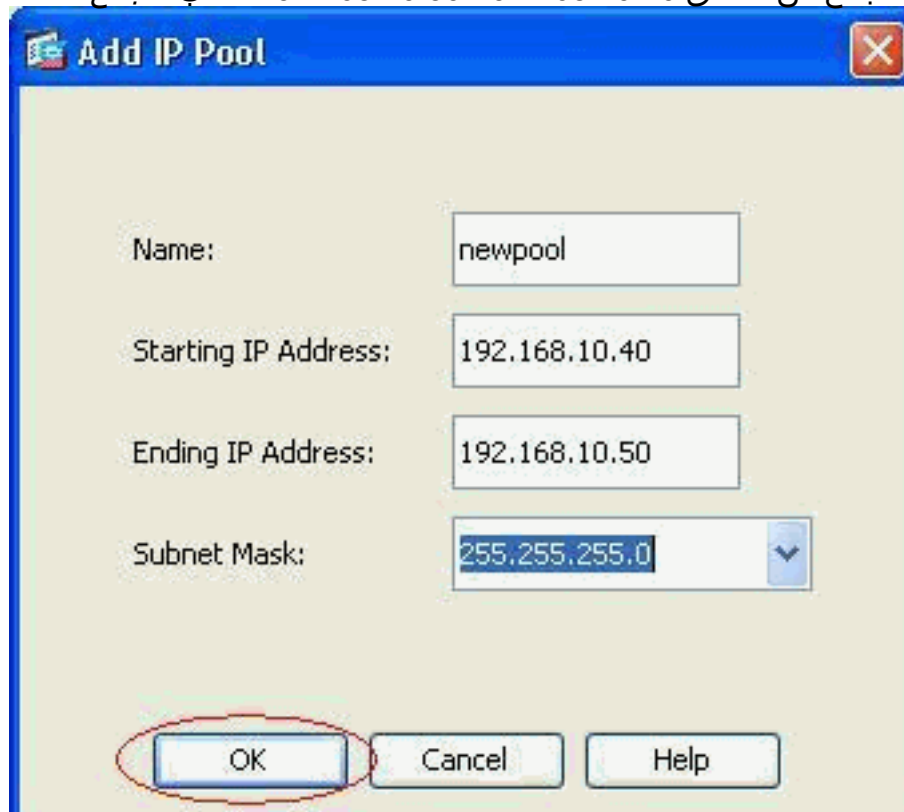 Add IP Pool
Name:
newpool
Starting IP Address:
192.168.10.40
Ending IP Address:
192.168.10.50
Subnet Mask:
255.255.255.0
OK
Cancel
Help